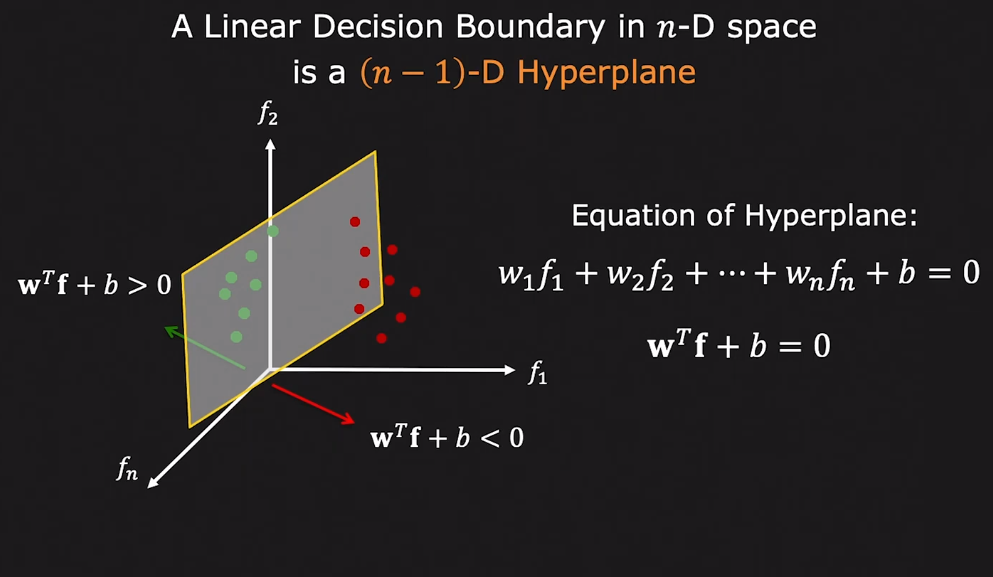 A Linear Decision Boundary in n-D space
is a (n − 1)-D Hyperplane
f₂
Equation of Hyperplane:
w₁f₁ + w₂f₂ + ⋯ + wₙfₙ + b = 0
wᵀf + b > 0
wᵀf + b = 0
f₁
wᵀf + b < 0
fₙ